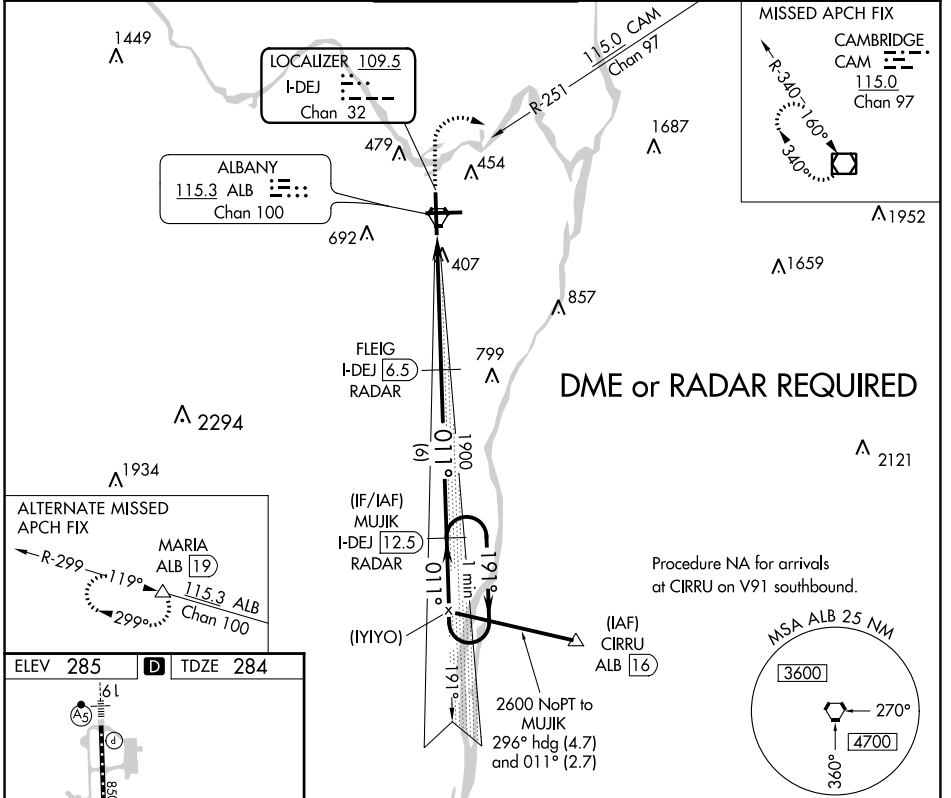 1449
LOCALIZER 109.5
I-DEJ
Chan 32
115.0 CAM
Chan 97
R-251
MISSED APCH FIX
CAMBRIDGE
CAM
115.0
Chan 97
R-340
160°
340°
479
454
1687
ALBANY
115.3 ALB
Chan 100
692
407
1952
1659
857
FLEIG
I-DEJ 6.5
RADAR
799
DME or RADAR REQUIRED
2294
011°
(6)
1900
2121
1934
ALTERNATE MISSED
APCH FIX
R-299
119°
299°
MARIA
ALB 19
115.3 ALB
Chan 100
(IF/IAF)
MUJIK
I-DEJ 12.5
RADAR
011°
1 min
191°
(IYIYO)
191°
Procedure NA for arrivals
at CIRRU on V91 southbound.
(IAF)
CIRRU
ALB 16
2600 NoPT to
MUJIK
296° hdg (4.7)
and 011° (2.7)
MSA ALB 25 NM
3600
270°
4700
360°
ELEV 285
D
TDZE 284
19
A5
P
850